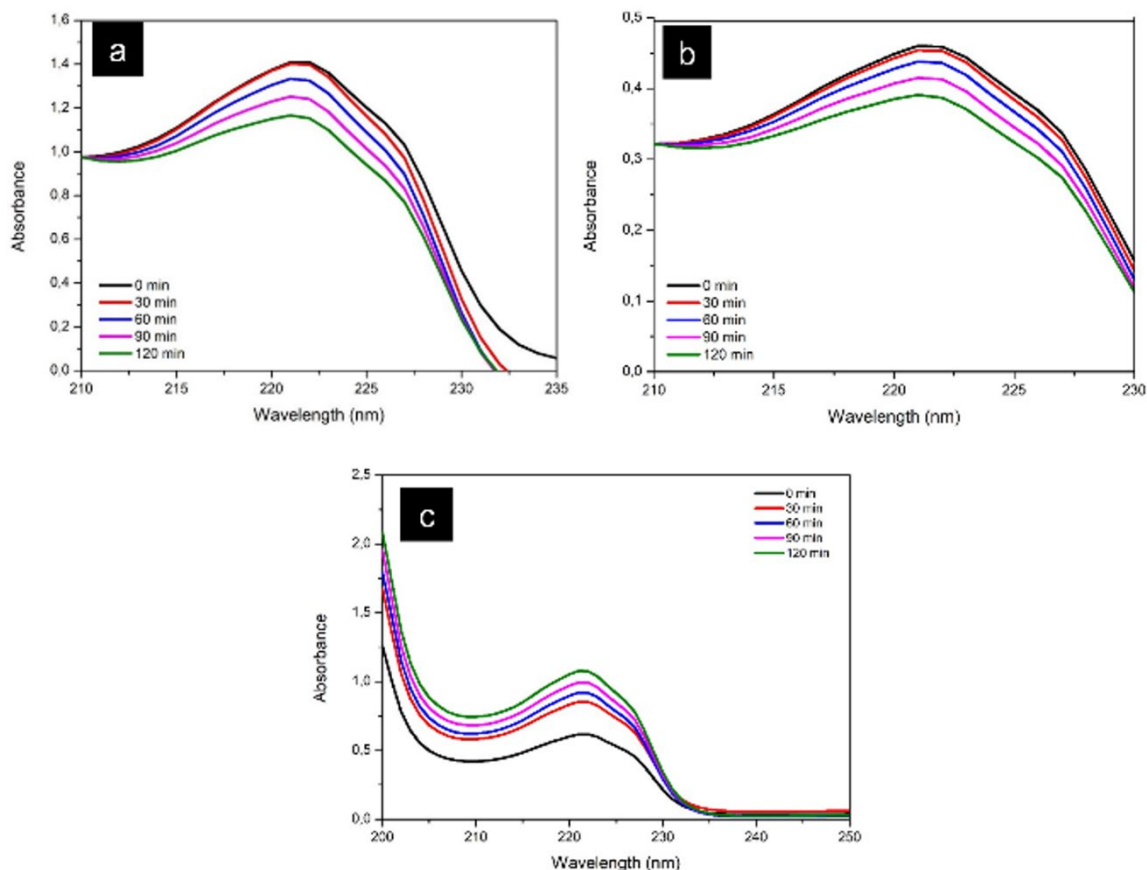 a
1,6
1,4
1,2
1,0
0,8
0,6
0,4
0,2
0,0
Absorbance
0 min
30 min
60 min
90 min
120 min
210 215 220 225 230 235
Wavelength (nm)
b
0,5
0,4
0,3
0,2
0,1
0,0
Absorbance
0 min
30 min
60 min
90 min
120 min
210 215 220 225 230
Wavelength (nm)
c
2,5
2,0
1,5
1,0
0,5
0,0
Absorbance
0 min
30 min
60 min
90 min
120 min
200 210 220 230 240 250
Wavelength (nm)